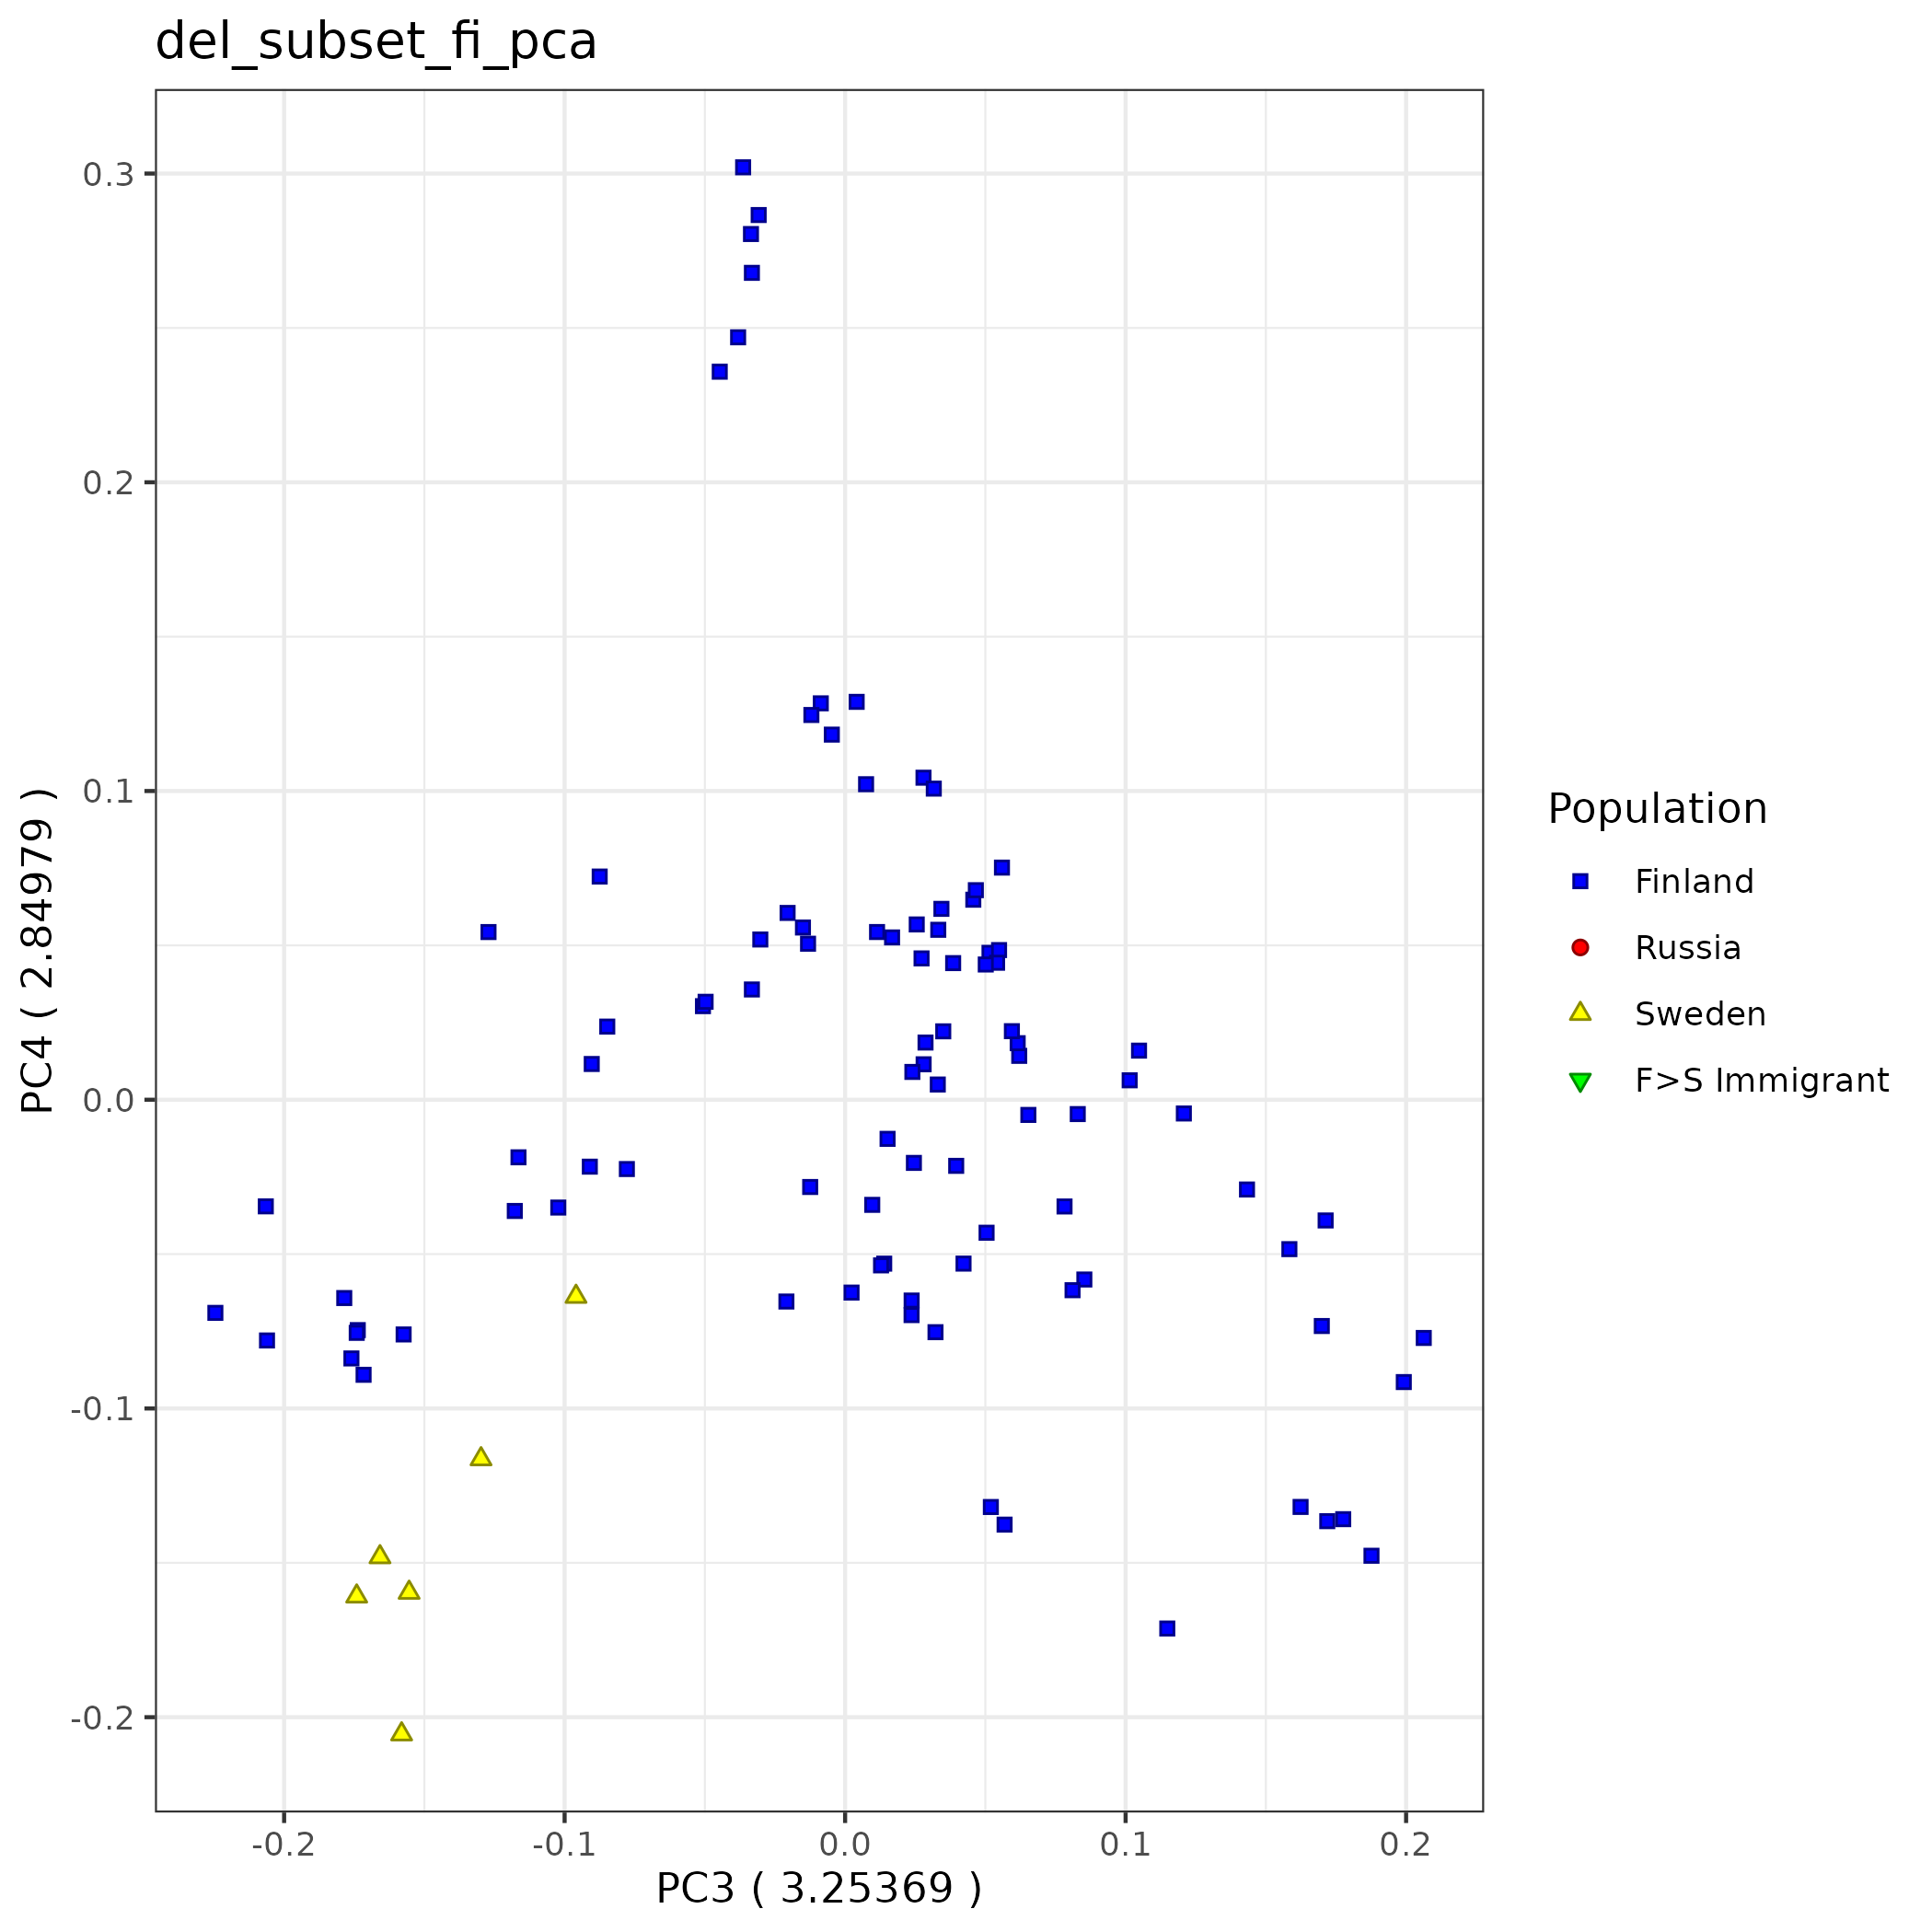 del_subset_fi_pca
0.3
0.2
0.1
0.0
-0.1
-0.2
PC4 ( 2.84979 )
-0.2
-0.1
0.0
0.1
0.2
PC3 ( 3.25369 )
Population
Finland
Russia
Sweden
F>S Immigrant